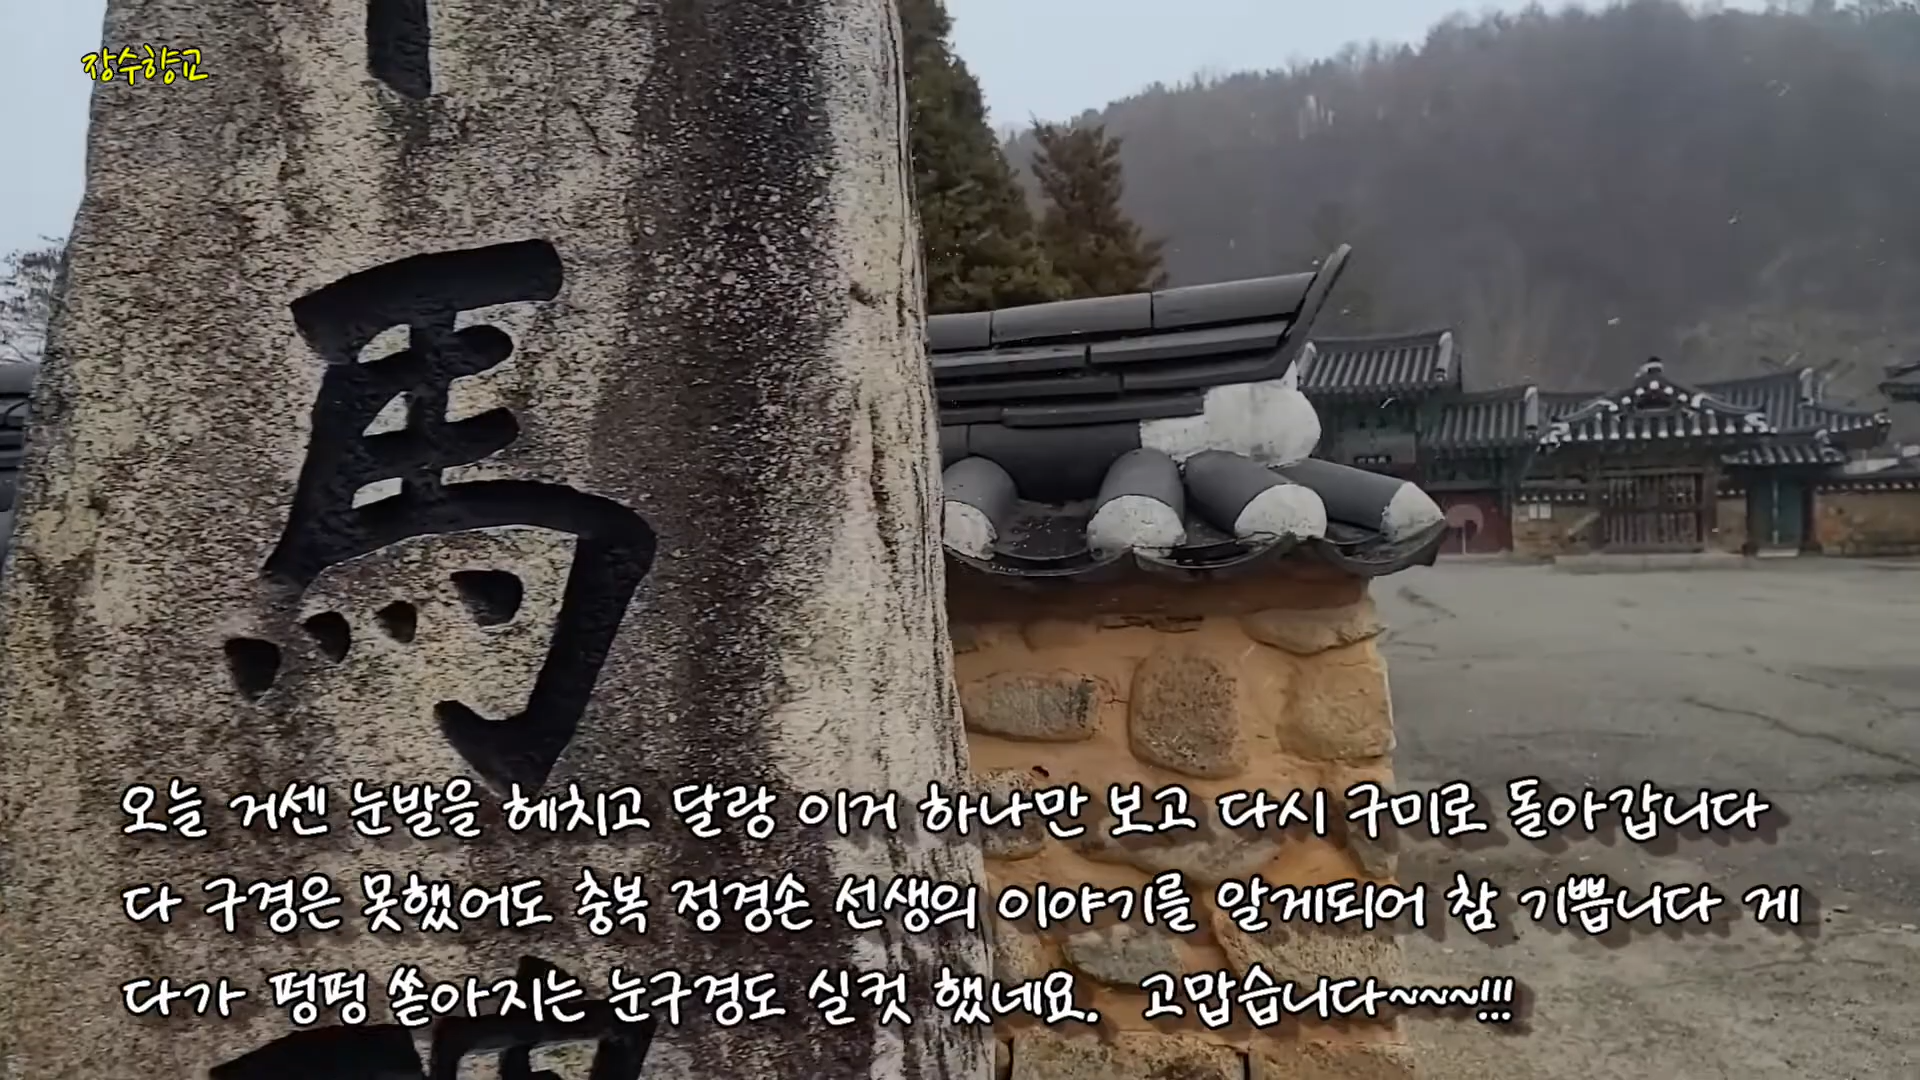 장수향교
馬
오늘 거센 눈발을 헤치고 달랑 이거 하나만 보고 다시 구미로 돌아갑니다
다 구경은 못했어도 충복 정경손 선생의 이야기를 알게되어 참 기쁩니다 게
다가 펑펑 쏟아지는 눈구경도 실컷 했네요. 고맙습니다~~~!!!